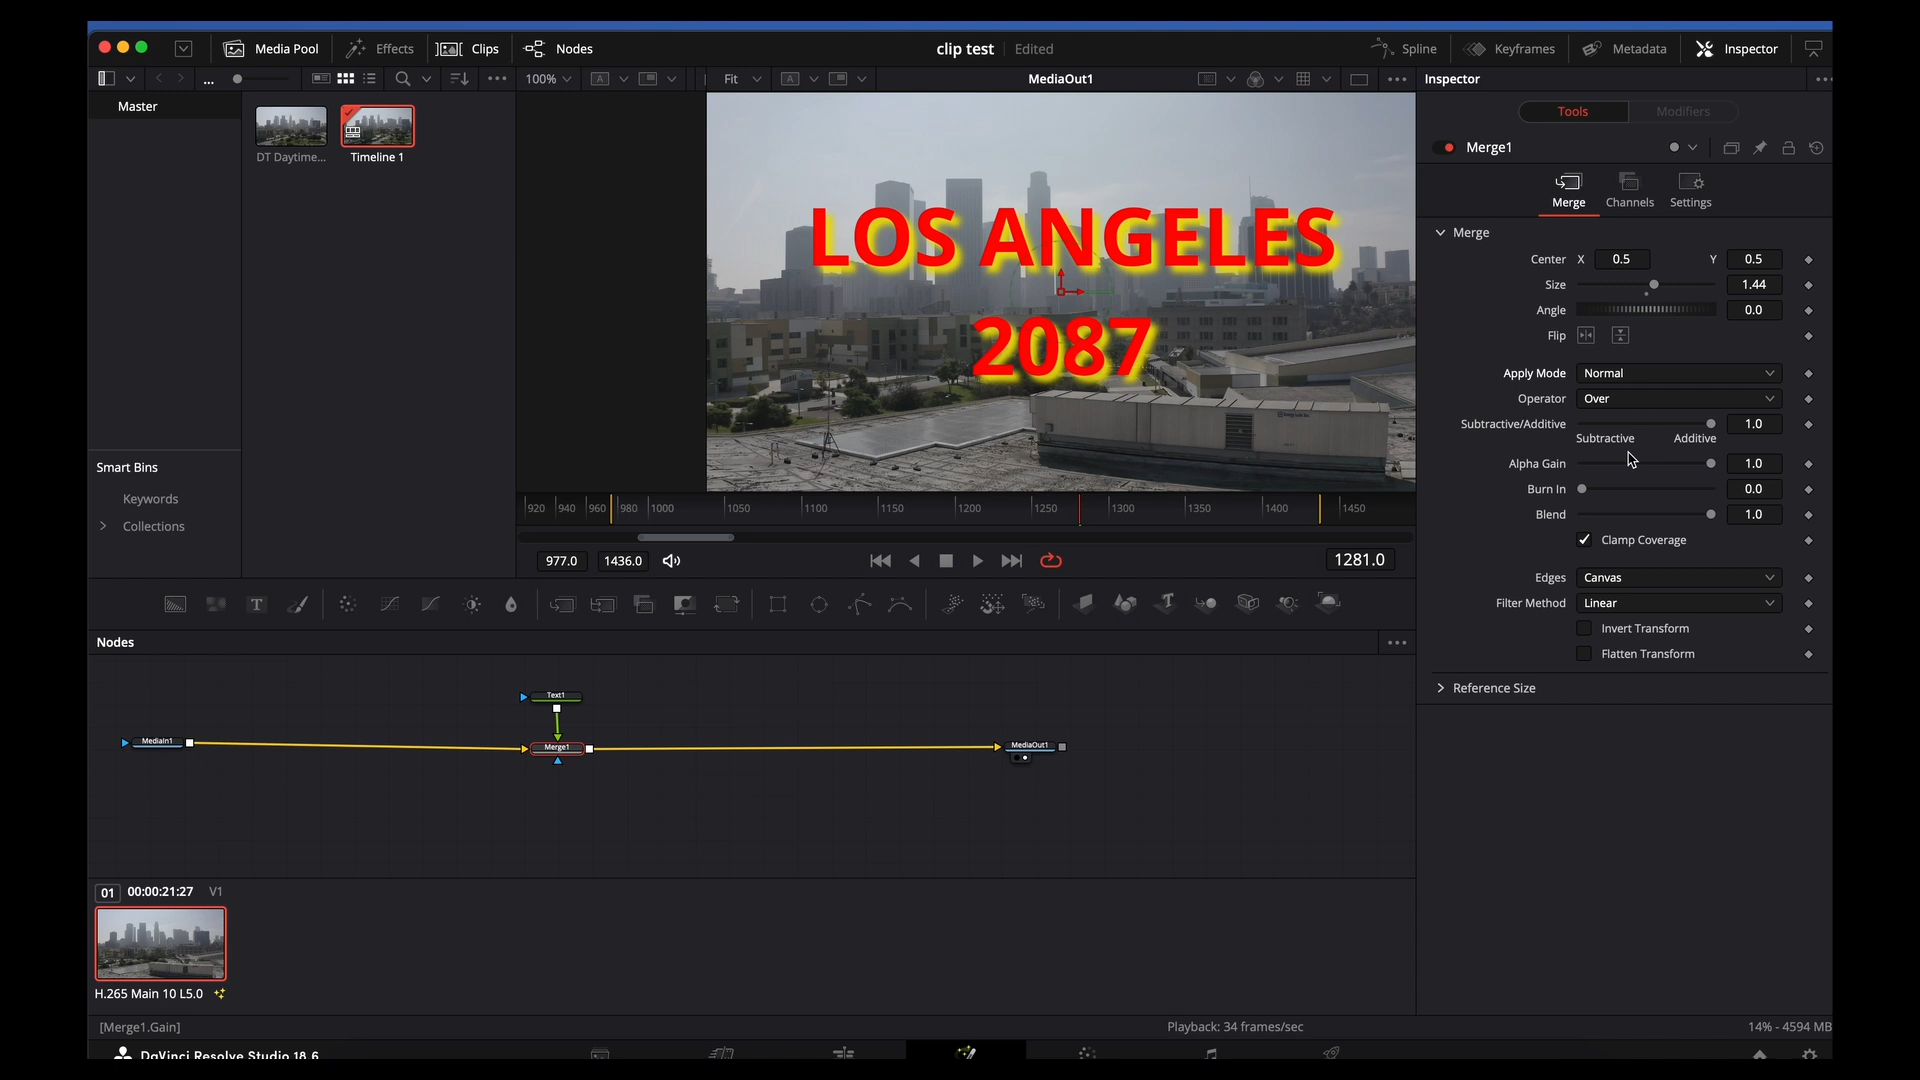 Media Pool
Effects
Clips
Nodes
clip test
Edited
Spline
Keyframes
Metadata
Inspector
...
100%
Fit
MediaOut1
Inspector
Master
DT Daytime...
Timeline 1
Smart Bins
Keywords
Collections
LOS ANGELES
2087
Tools
Modifiers
Merge1
Merge
Channels
Settings
Merge
Center X 0.5 Y 0.5
Size 1.44
Angle 0.0
Flip
Apply Mode Normal
Operator Over
Subtractive/Additive 1.0
Subtractive Additive
Alpha Gain 1.0
Burn In 0.0
Blend 1.0
Clamp Coverage
Edges Canvas
Filter Method Linear
Invert Transform
Flatten Transform
Reference Size
920 940 960 980 1000 1050 1100 1150 1200 1250 1300 1350 1400 1450
977.0 1436.0
1281.0
T
Nodes
Text1
MediaIn1
Merge1
MediaOut1
01 00:00:21:27 V1
H.265 Main 10 L5.0
[Merge1.Gain]
Playback: 34 frames/sec
14% - 4594 MB
DaVinci Resolve Studio 18.6